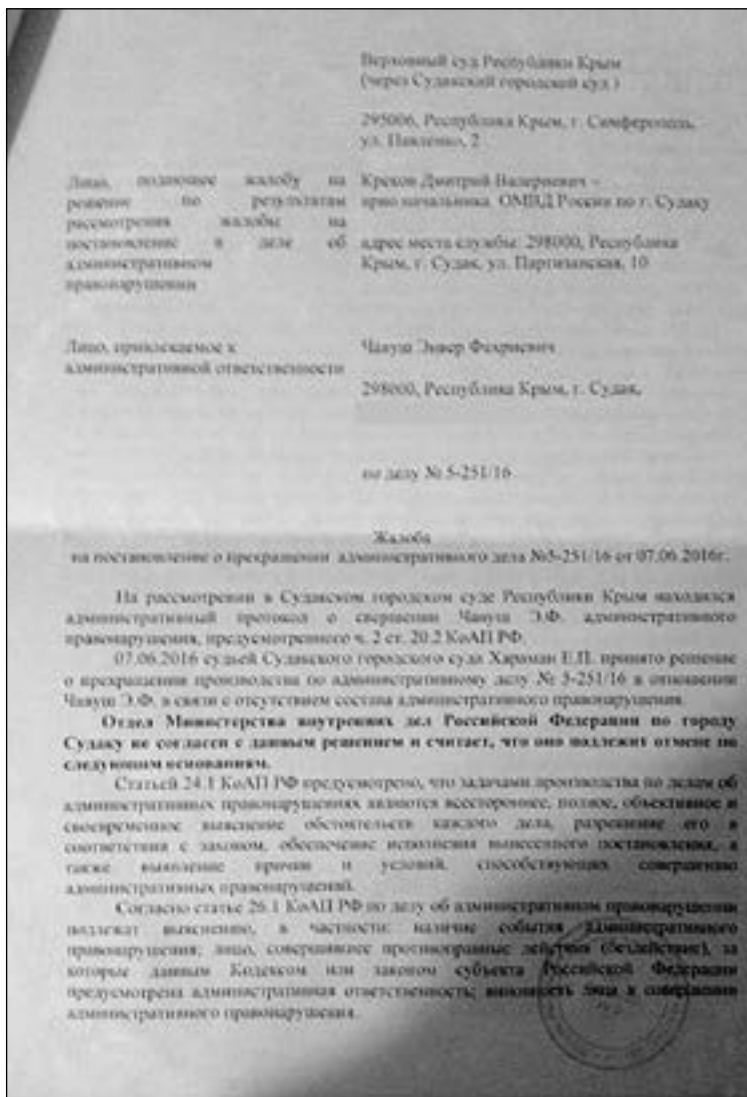 Верховный суд Республики Крым
(через Судакский городской суд )
295006, Республика Крым, г. Симферополь,
ул. Павленко, 2
Лицо, подающее жалобу на
решение по результатам
рассмотрения жалобы на
постановление в деле об
административном
правонарушении
Крехов Дмитрий Валериевич –
врио начальника ОМВД России по г. Судаку
адрес места службы: 298000, Республика
Крым, г. Судак, ул. Партизанская, 10
Лицо, привлекаемое к
административной ответственности
Чавуш Энвер Фахриевич
298000, Республика Крым, г. Судак,
по делу № 5-251/16
Жалоба
на постановление о прекращении административного дела №5-251/16 от 07.06.2016г.
На рассмотрении в Судакском городском суде Республики Крым находился
административный протокол о свершении Чавуш Э.Ф. административного
правонарушения, предусмотренного ч. 2 ст. 20.2 КоАП РФ.
07.06.2016 судьей Судакского городского суда Хараман Е.П. принято решение
о прекращении производства по административному делу № 5-251/16 в отношении
Чавуш Э.Ф. в связи с отсутствием состава административного правонарушения.
Отдел Министерства внутренних дел Российской Федерации по городу
Судаку не согласен с данным решением и считает, что оно подлежит отмене по
следующим основаниям.
Статьей 24.1 КоАП РФ предусмотрено, что задачами производства по делам об
административных правонарушениях являются всестороннее, полное, объективное и
своевременное выяснение обстоятельств каждого дела, разрешение его в
соответствии с законом, обеспечение исполнения вынесенного постановления, а
также выявление причин и условий, способствующих совершению
административных правонарушений.
Согласно статье 26.1 КоАП РФ по делу об административном правонарушении
подлежат выяснению, в частности: наличие события административного
правонарушения; лицо, совершившее противоправные действия (бездействие), за
которые данным Кодексом или законом субъекта Российской Федерации
предусмотрена административная ответственность; виновность лица в совершении
административного правонарушения.